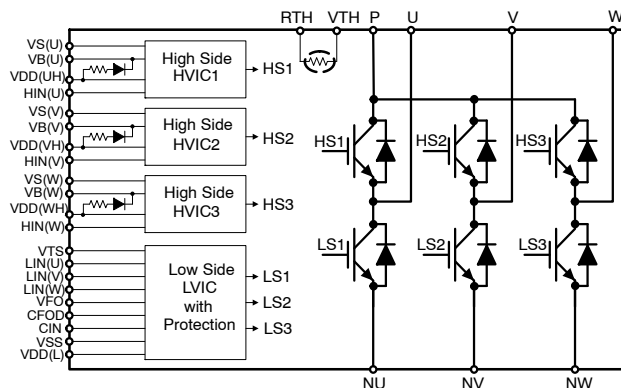 RTH VTH P U V W
VS(U)
VB(U)
VDD(UH)
HIN(U)
High Side
HVIC1
HS1
VS(V)
VB(V)
VDD(VH)
HIN(V)
High Side
HVIC2
HS2
VS(W)
VB(W)
VDD(WH)
HIN(W)
High Side
HVIC3
HS3
VTS
LIN(U)
LIN(V)
LIN(W)
VFO
CFOD
CIN
VSS
VDD(L)
Low Side
LVIC
with
Protection
LS1
LS2
LS3
HS1 HS2 HS3
LS1 LS2 LS3
NU NV NW